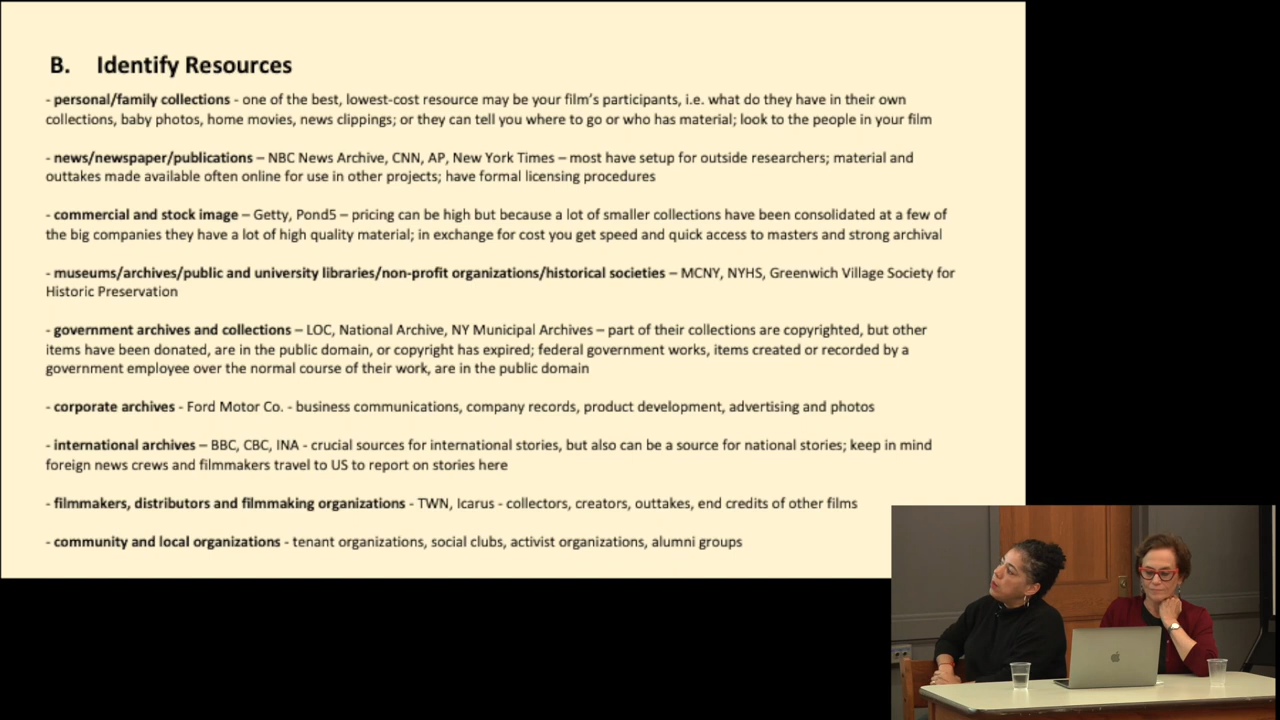 B. Identify Resources
- personal/family collections - one of the best, lowest-cost resource may be your film's participants, i.e. what do they have in their own
collections, baby photos, home movies, news clippings; or they can tell you where to go or who has material; look to the people in your film
- news/newspaper/publications – NBC News Archive, CNN, AP, New York Times – most have setup for outside researchers; material and
outtakes made available often online for use in other projects; have formal licensing procedures
- commercial and stock image – Getty, Pond5 – pricing can be high but because a lot of smaller collections have been consolidated at a few of
the big companies they have a lot of high quality material; in exchange for cost you get speed and quick access to masters and strong archival
- museums/archives/public and university libraries/non-profit organizations/historical societies – MCNY, NYHS, Greenwich Village Society for
Historic Preservation
- government archives and collections – LOC, National Archive, NY Municipal Archives – part of their collections are copyrighted, but other
items have been donated, are in the public domain, or copyright has expired; federal government works, items created or recorded by a
government employee over the normal course of their work, are in the public domain
- corporate archives - Ford Motor Co. - business communications, company records, product development, advertising and photos
- international archives – BBC, CBC, INA - crucial sources for international stories, but also can be a source for national stories; keep in mind
foreign news crews and filmmakers travel to US to report on stories here
- filmmakers, distributors and filmmaking organizations - TWN, Icarus - collectors, creators, outtakes, end credits of other films
- community and local organizations - tenant organizations, social clubs, activist organizations, alumni groups